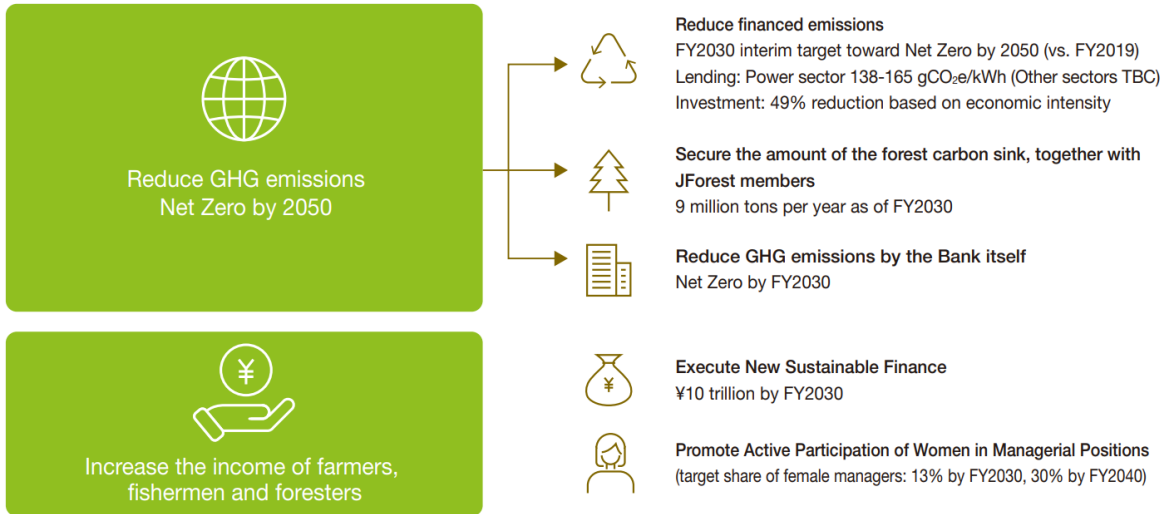 Reduce GHG emissions
Net Zero by 2050
Reduce financed emissions
FY2030 interim target toward Net Zero by 2050 (vs. FY2019)
Lending: Power sector 138-165 gCO₂e/kWh (Other sectors TBC)
Investment: 49% reduction based on economic intensity
Secure the amount of the forest carbon sink, together with
JForest members
9 million tons per year as of FY2030
Reduce GHG emissions by the Bank itself
Net Zero by FY2030
¥
Increase the income of farmers,
fishermen and foresters
¥
Execute New Sustainable Finance
¥10 trillion by FY2030
Promote Active Participation of Women in Managerial Positions
(target share of female managers: 13% by FY2030, 30% by FY2040)